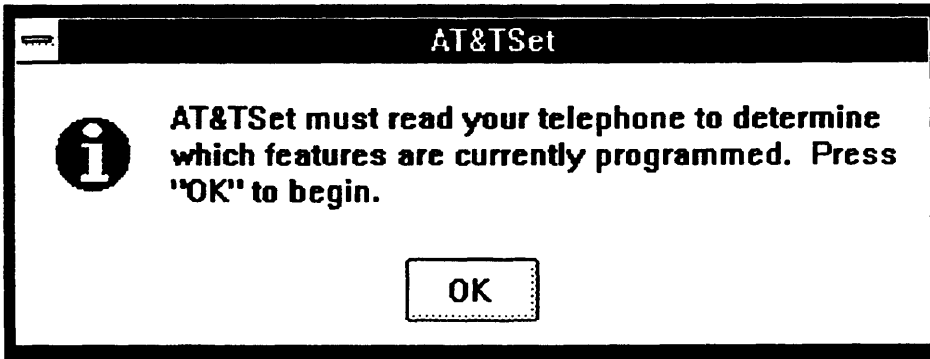 AT&TSet
AT&TSet must read your telephone to determine
which features are currently programmed.  Press
"OK" to begin.
OK